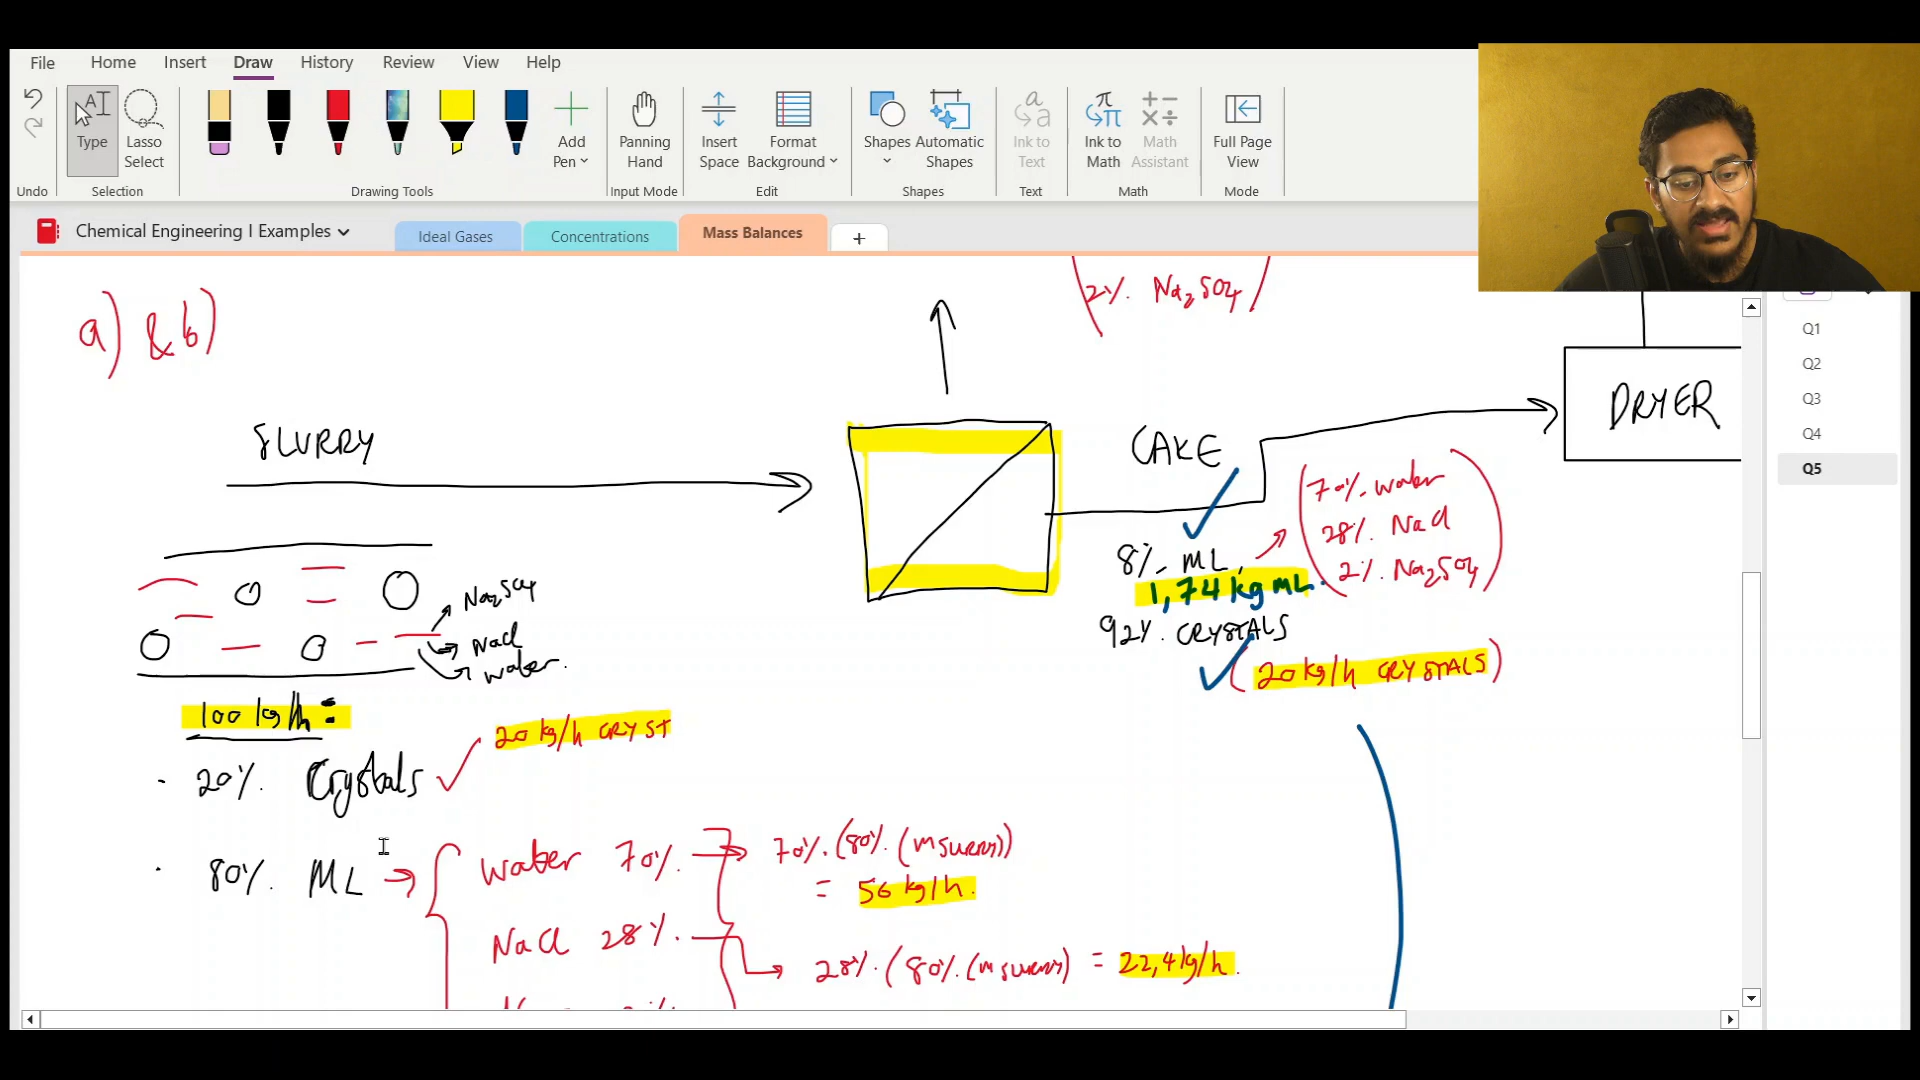 File Home Insert Draw History Review View Help
Type Lasso Select Add Pen Panning Hand Insert Space Format Background Shapes Automatic Shapes Ink to Text Ink to Math Math Assistant Full Page View
Undo Selection Drawing Tools Input Mode Edit Shapes Text Math Mode
Chemical Engineering I Examples Ideal Gases Concentrations Mass Balances +
Q1
Q2
Q3
Q4
Q5
a) & b)
2% Na2SO4
SLURRY
CAKE
DRYER
70% water
28% NaCl
2% Na2SO4
8% ML
1,74 kg ML
92% CRYSTALS
(20 kg/h CRYSTALS)
Na2SO4
NaCl
water
100 kg/h:
20 kg/h CRYST
· 20% Crystals
· 80% ML
water 70%
70% (80% (mSLURRY))
= 56 kg/h
NaCl 28%
28% (80% (mSLURRY) = 22,4 kg/h